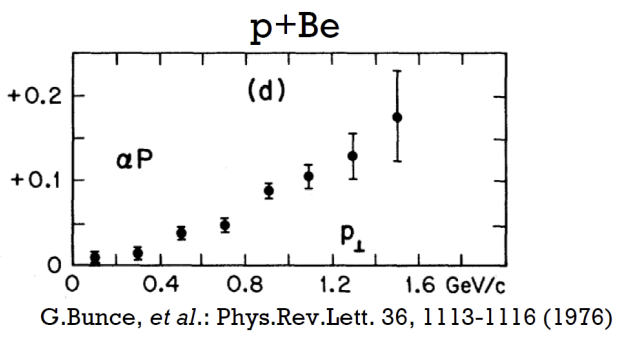 p+Be
+0.2
(d)
αP
+0.1
p⊥
0
0 0.4 0.8 1.2 1.6 GeV/c
G.Bunce, et al.: Phys.Rev.Lett. 36, 1113-1116 (1976)